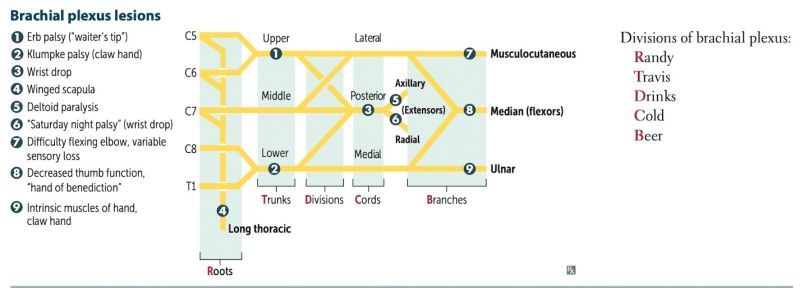 Brachial plexus lesions
1 Erb palsy ("waiter's tip")
2 Klumpke palsy (claw hand)
3 Wrist drop
4 Winged scapula
5 Deltoid paralysis
6 "Saturday night palsy" (wrist drop)
7 Difficulty flexing elbow, variable
sensory loss
8 Decreased thumb function,
"hand of benediction"
9 Intrinsic muscles of hand,
claw hand
C5
C6
C7
C8
T1
Upper
1
Middle
Lower
2
Lateral
Posterior
3
Medial
Axillary
5
(Extensors)
6
Radial
7
Musculocutaneous
8
Median (flexors)
9
Ulnar
4
Long thoracic
Roots
Trunks
Divisions
Cords
Branches
Rx
Divisions of brachial plexus:
Randy
Travis
Drinks
Cold
Beer